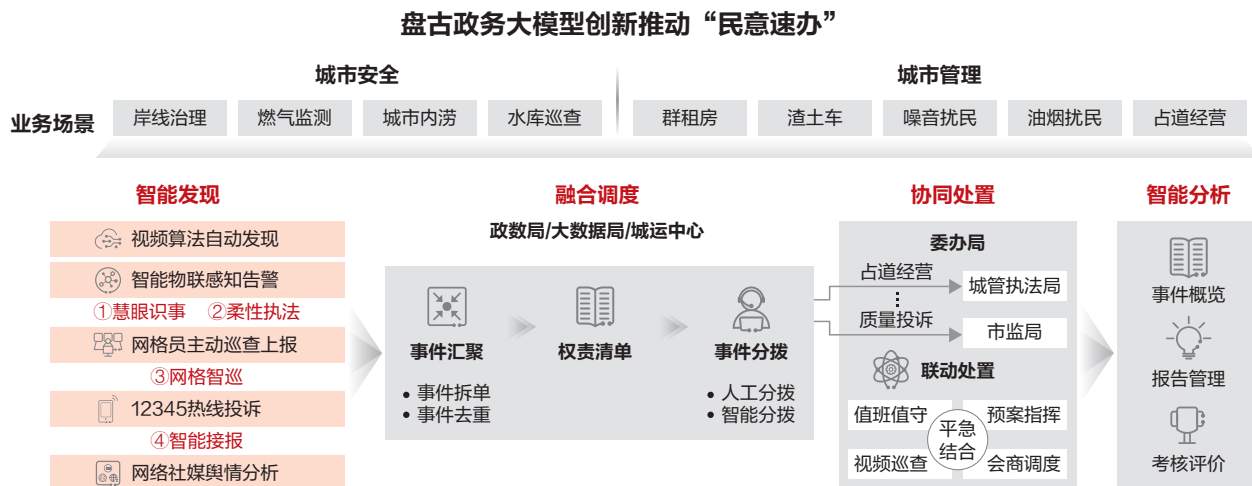 盘古政务大模型创新推动“民意速办”
城市安全
城市管理
业务场景
岸线治理
燃气监测
城市内涝
水库巡查
群租房
渣土车
噪音扰民
油烟扰民
占道经营
智能发现
视频算法自动发现
智能物联感知告警
①慧眼识事 ②柔性执法
网格员主动巡查上报
③网格智巡
12345热线投诉
④智能接报
网络社媒舆情分析
融合调度
政数局/大数据局/城运中心
事件汇聚
• 事件拆单
• 事件去重
权责清单
事件分拨
• 人工分拨
• 智能分拨
协同处置
委办局
占道经营
城管执法局
质量投诉
市监局
联动处置
值班值守
预案指挥
平急
结合
视频巡查
会商调度
智能分析
事件概览
报告管理
考核评价